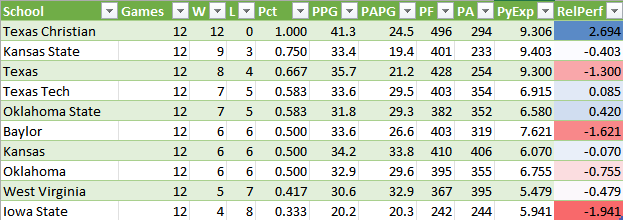 School Games W L Pct PPG PAPG PF PA PyExp RelPerf
Texas Christian 12 12 0 1.000 41.3 24.5 496 294 9.306 2.694
Kansas State 12 9 3 0.750 33.4 19.4 401 233 9.403 -0.403
Texas 12 8 4 0.667 35.7 21.2 428 254 9.300 -1.300
Texas Tech 12 7 5 0.583 33.6 29.5 403 354 6.915 0.085
Oklahoma State 12 7 5 0.583 31.8 29.3 382 352 6.580 0.420
Baylor 12 6 6 0.500 33.6 26.6 403 319 7.621 -1.621
Kansas 12 6 6 0.500 34.2 33.8 410 406 6.070 -0.070
Oklahoma 12 6 6 0.500 32.9 29.6 395 355 6.755 -0.755
West Virginia 12 5 7 0.417 30.6 32.9 367 395 5.479 -0.479
Iowa State 12 4 8 0.333 20.2 20.3 242 244 5.941 -1.941